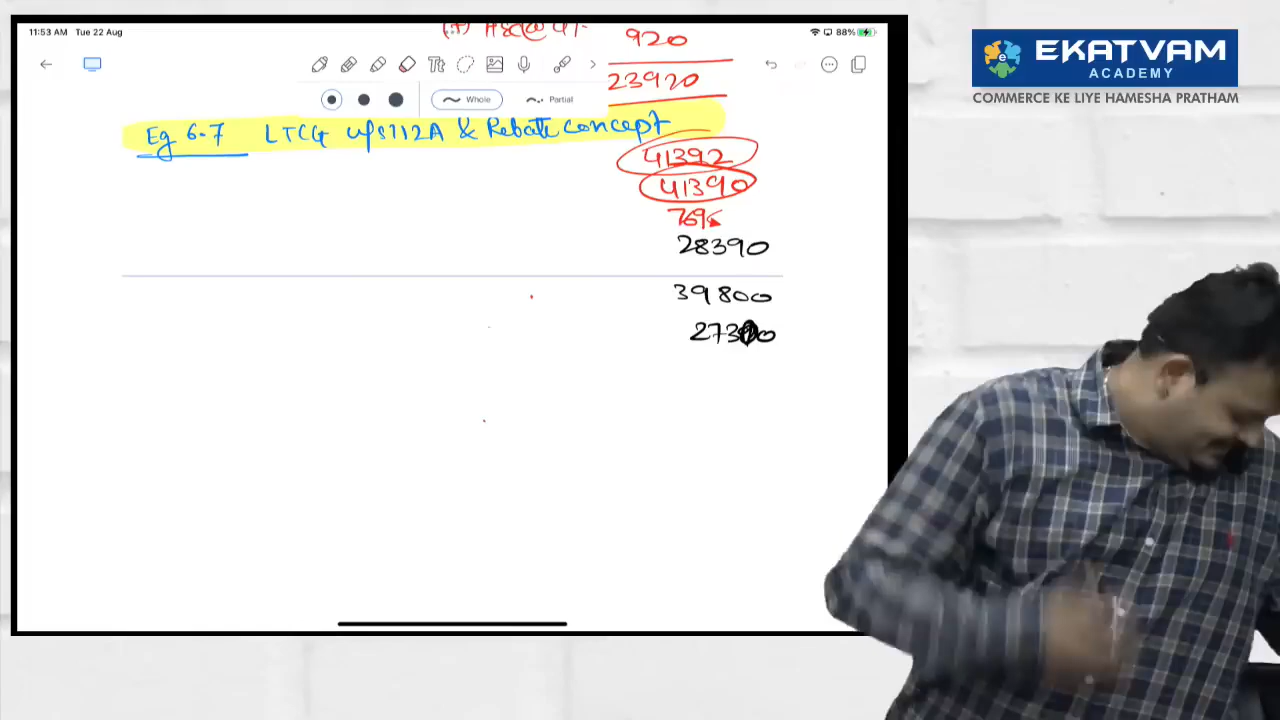 11:53 AM Tue 22 Aug
88%
920
23920
Whole
Partial
Eg 6.7 LTCG u/s 112A & Rebate concept
41392
41390
28390
39800
EKATVAM
ACADEMY
COMMERCE KE LIYE HAMESHA PRATHAM